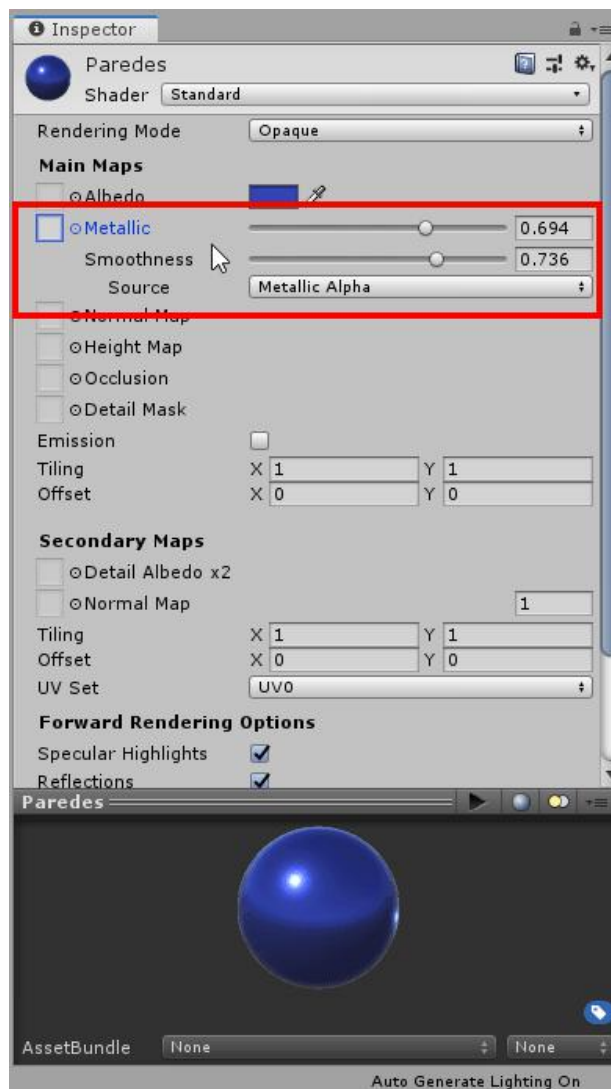 Inspector
Paredes
Shader Standard
Rendering Mode Opaque
Main Maps
Albedo
Metallic 0.694
Smoothness 0.736
Source Metallic Alpha
Normal Map
Height Map
Occlusion
Detail Mask
Emission
Tiling X 1 Y 1
Offset X 0 Y 0
Secondary Maps
Detail Albedo x2
Normal Map 1
Tiling X 1 Y 1
Offset X 0 Y 0
UV Set UV0
Forward Rendering Options
Specular Highlights
Reflections
Paredes
AssetBundle None None
Auto Generate Lighting On